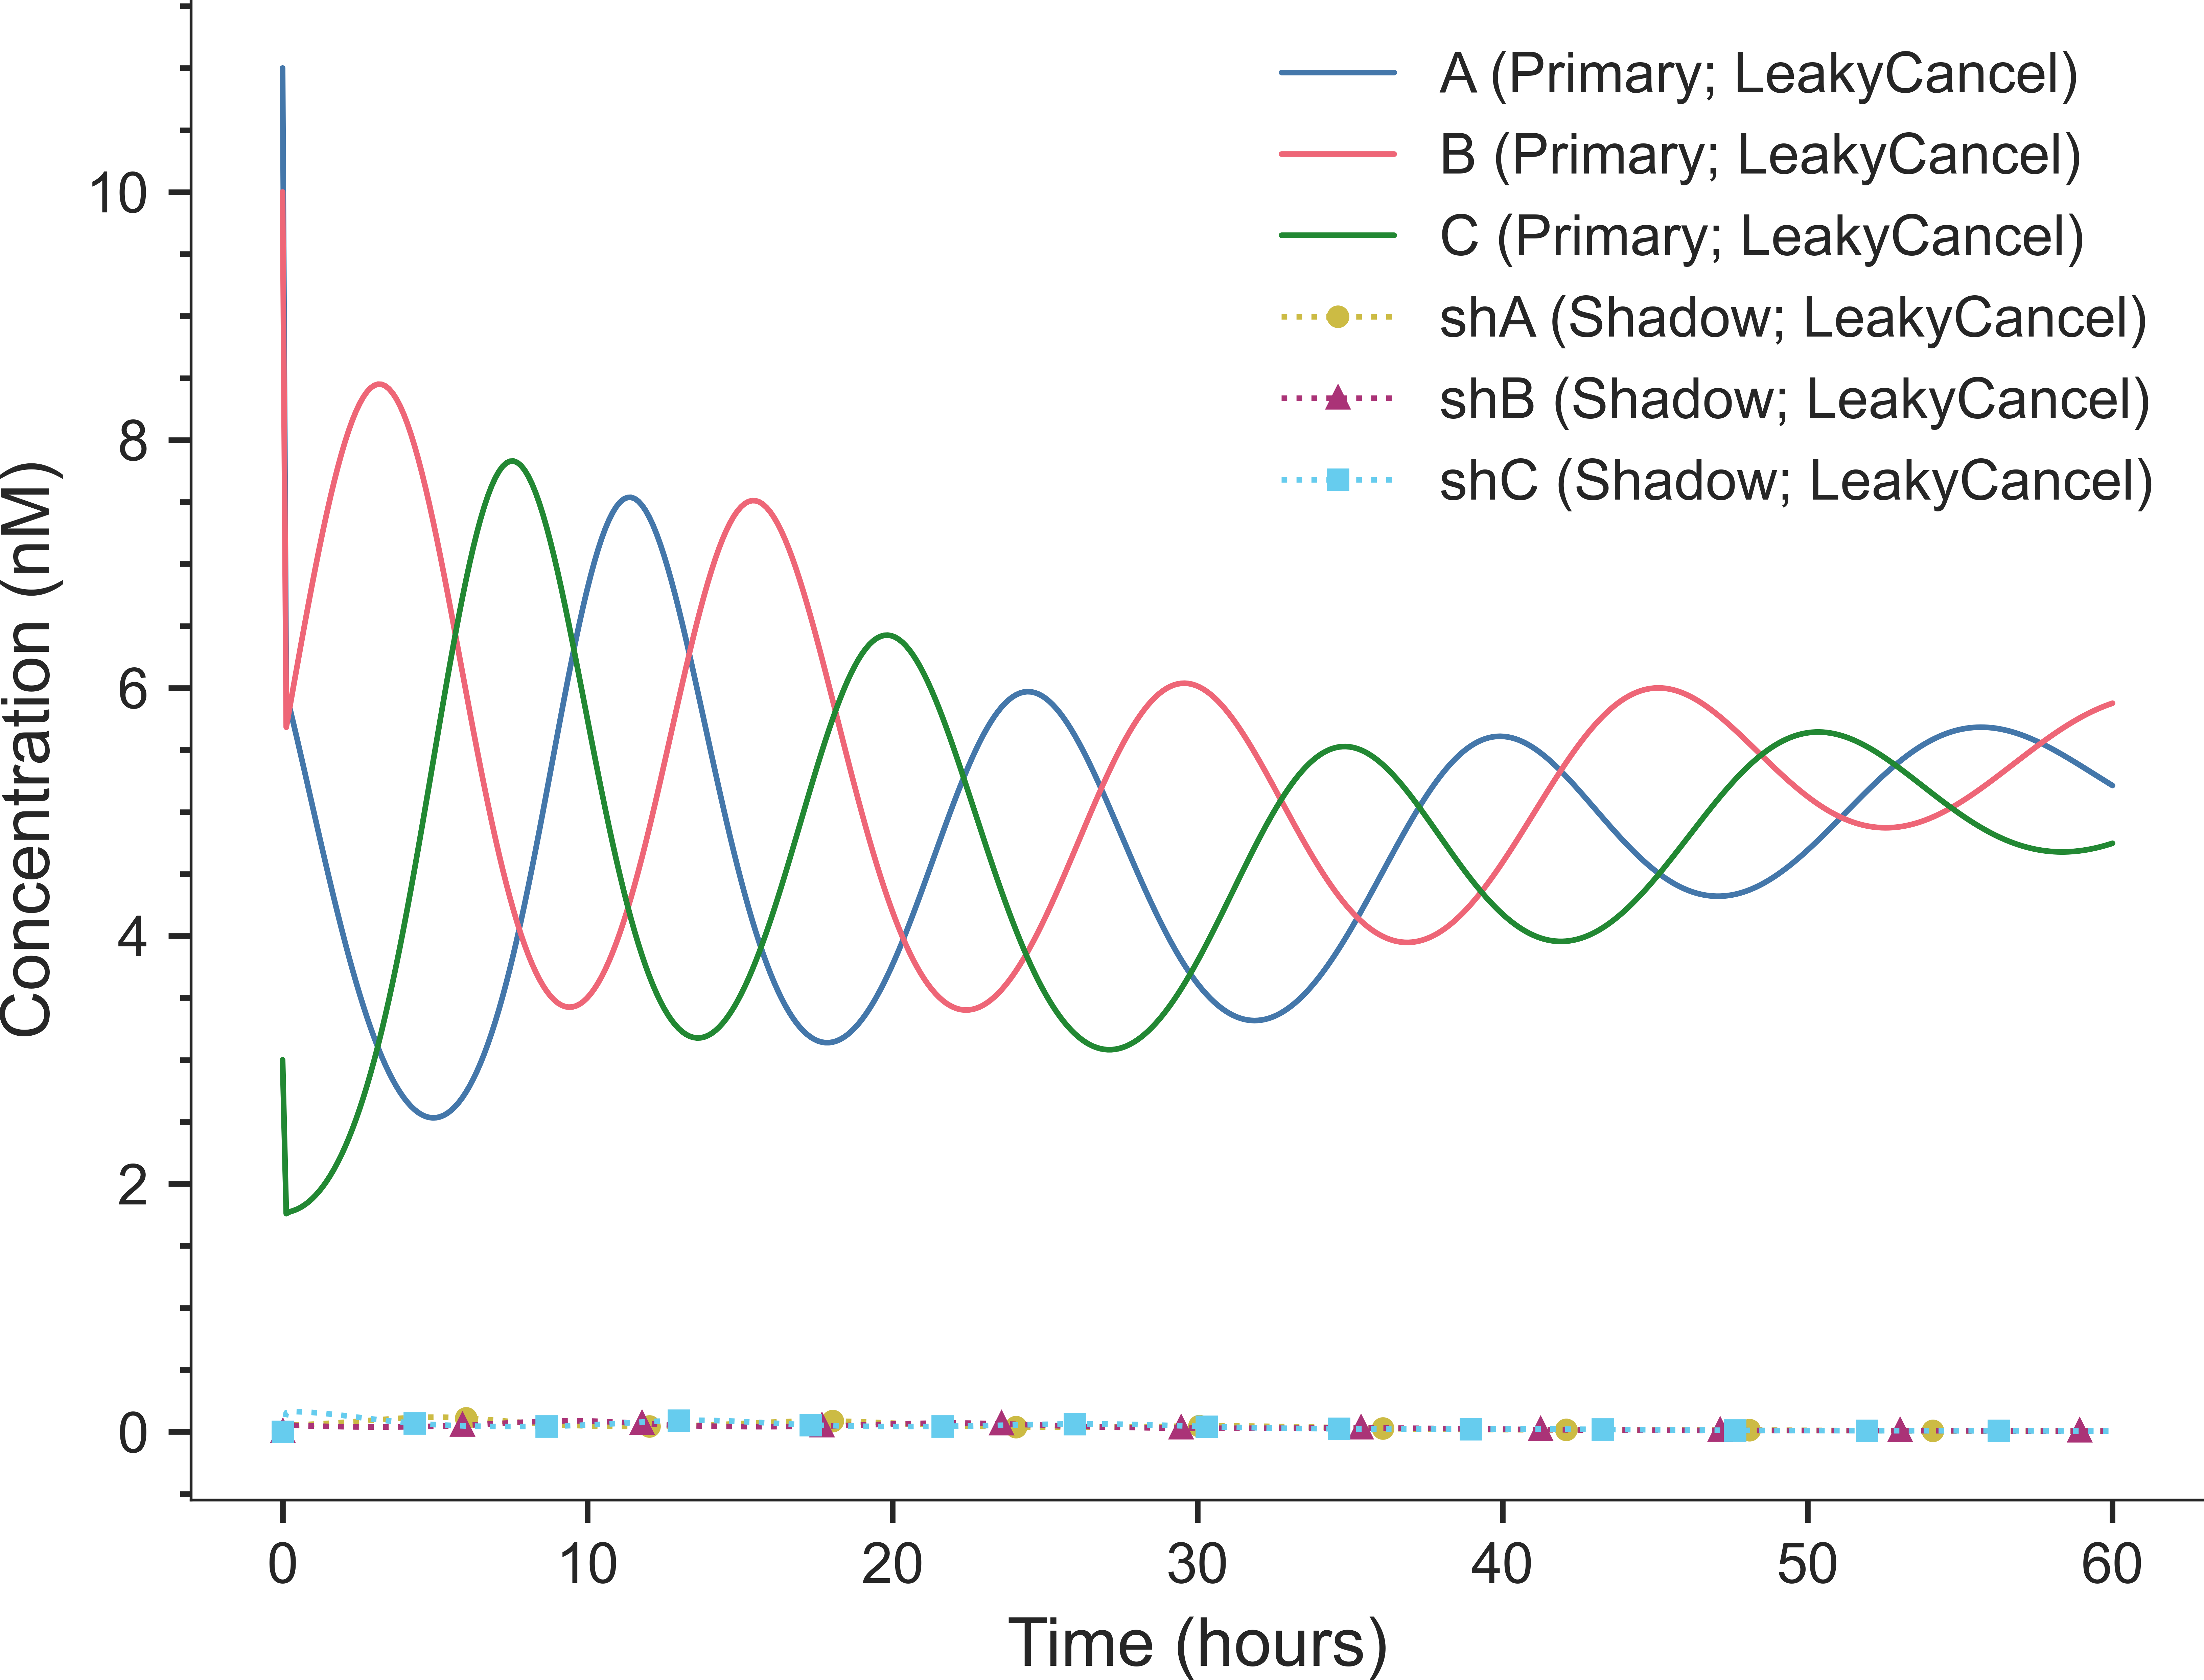 Concentration (nM)
10
8
6
4
2
0
A (Primary; LeakyCancel)
B (Primary; LeakyCancel)
C (Primary; LeakyCancel)
shA (Shadow; LeakyCancel)
shB (Shadow; LeakyCancel)
shC (Shadow; LeakyCancel)
0 10 20 30 40 50 60
Time (hours)